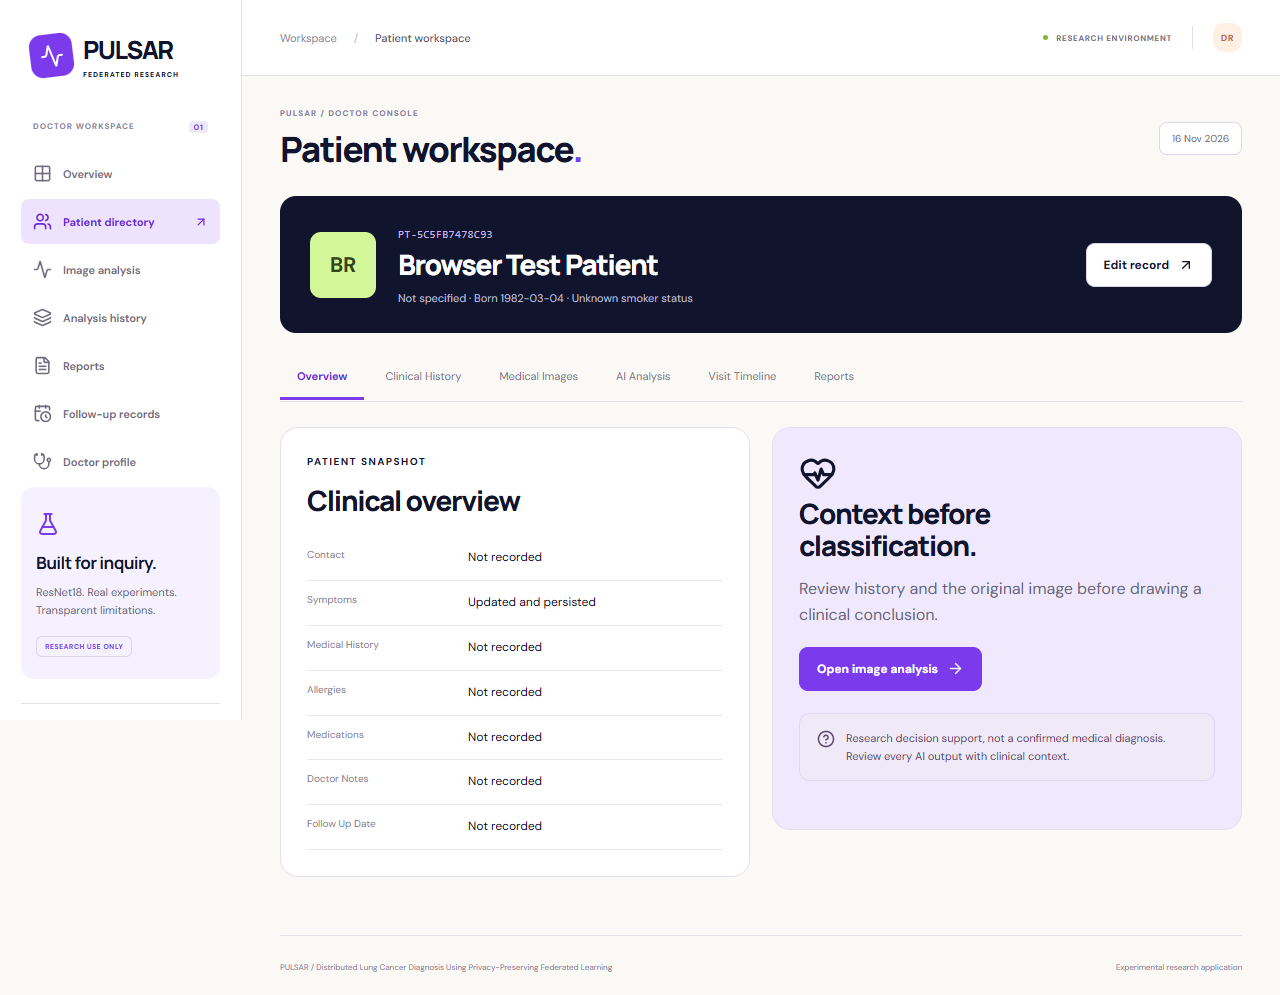 PULSAR
FEDERATED RESEARCH
DOCTOR WORKSPACE 01
Overview
Patient directory
Image analysis
Analysis history
Reports
Follow-up records
Doctor profile
Built for inquiry.
ResNet18. Real experiments.
Transparent limitations.
RESEARCH USE ONLY
Workspace / Patient workspace
RESEARCH ENVIRONMENT
DR
PULSAR / DOCTOR CONSOLE
Patient workspace.
16 Nov 2026
BR
PT-5C5FB7478C93
Browser Test Patient
Not specified · Born 1982-03-04 · Unknown smoker status
Edit record
Overview Clinical History Medical Images AI Analysis Visit Timeline Reports
PATIENT SNAPSHOT
Clinical overview
Contact Not recorded
Symptoms Updated and persisted
Medical History Not recorded
Allergies Not recorded
Medications Not recorded
Doctor Notes Not recorded
Follow Up Date Not recorded
Context before
classification.
Review history and the original image before drawing a
clinical conclusion.
Open image analysis
Research decision support, not a confirmed medical diagnosis.
Review every AI output with clinical context.
PULSAR / Distributed Lung Cancer Diagnosis Using Privacy-Preserving Federated Learning
Experimental research application